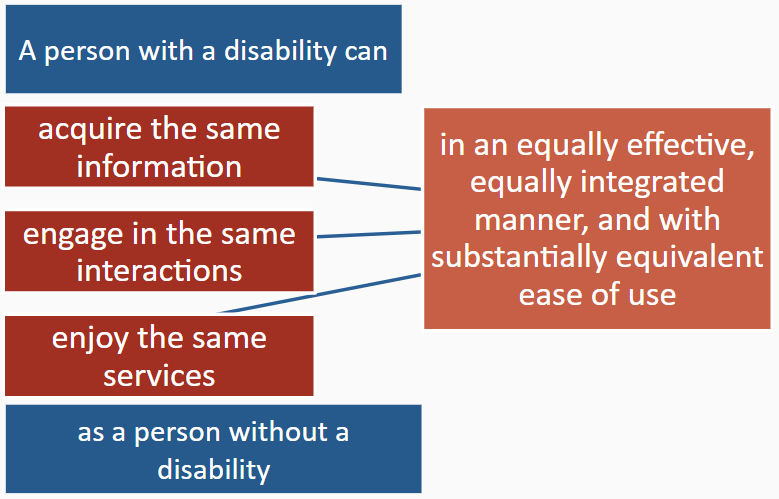 A person with a disability can
acquire the same
information
engage in the same
interactions
enjoy the same
services
in an equally effective,
equally integrated
manner, and with
substantially equivalent
ease of use
as a person without a
disability